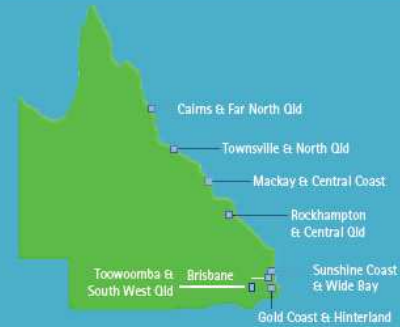 Cairns & Far North Qld
Townsville & North Qld
Mackay & Central Coast
Rockhampton
& Central Qld
Toowoomba &
South West Qld
Brisbane
Sunshine Coast
& Wide Bay
Gold Coast & Hinterland